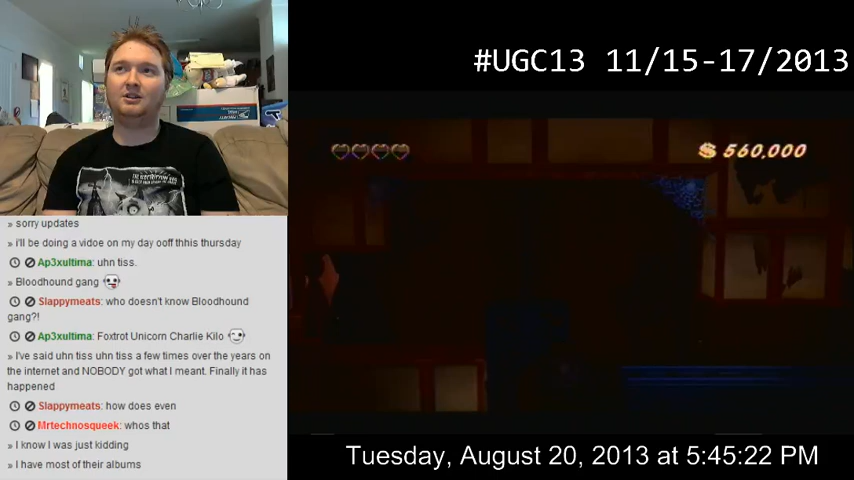 #UGC13 11/15-17/2013
$ 560,000
» sorry updates
» i'll be doing a vidoe on my day ooff thhis thursday
Ap3xultima: uhn tiss.
» Bloodhound gang
Slappymeats: who doesn't know Bloodhound
gang?!
Ap3xultima: Foxtrot Unicorn Charlie Kilo
» I've said uhn tiss uhn tiss a few times over the years on
the internet and NOBODY got what I meant. Finally it has
happened
Slappymeats: how does even
Mrtechnosqueek: whos that
» I know I was just kidding
» I have most of their albums
Tuesday, August 20, 2013 at 5:45:22 PM